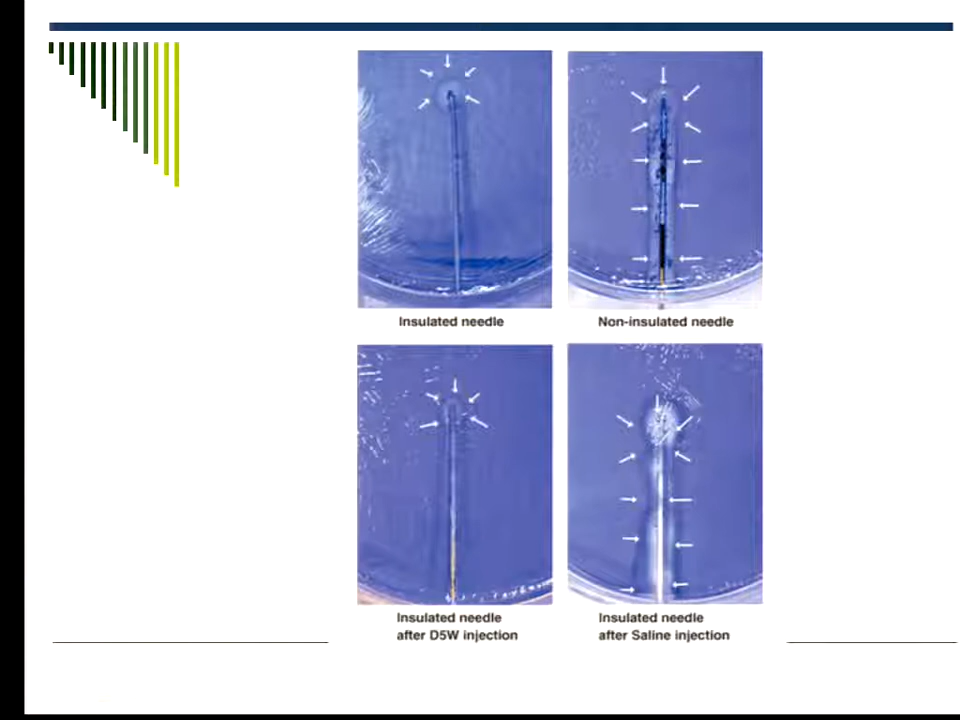 Insulated needle
Non-insulated needle
Insulated needle
after D5W injection
Insulated needle
after Saline injection